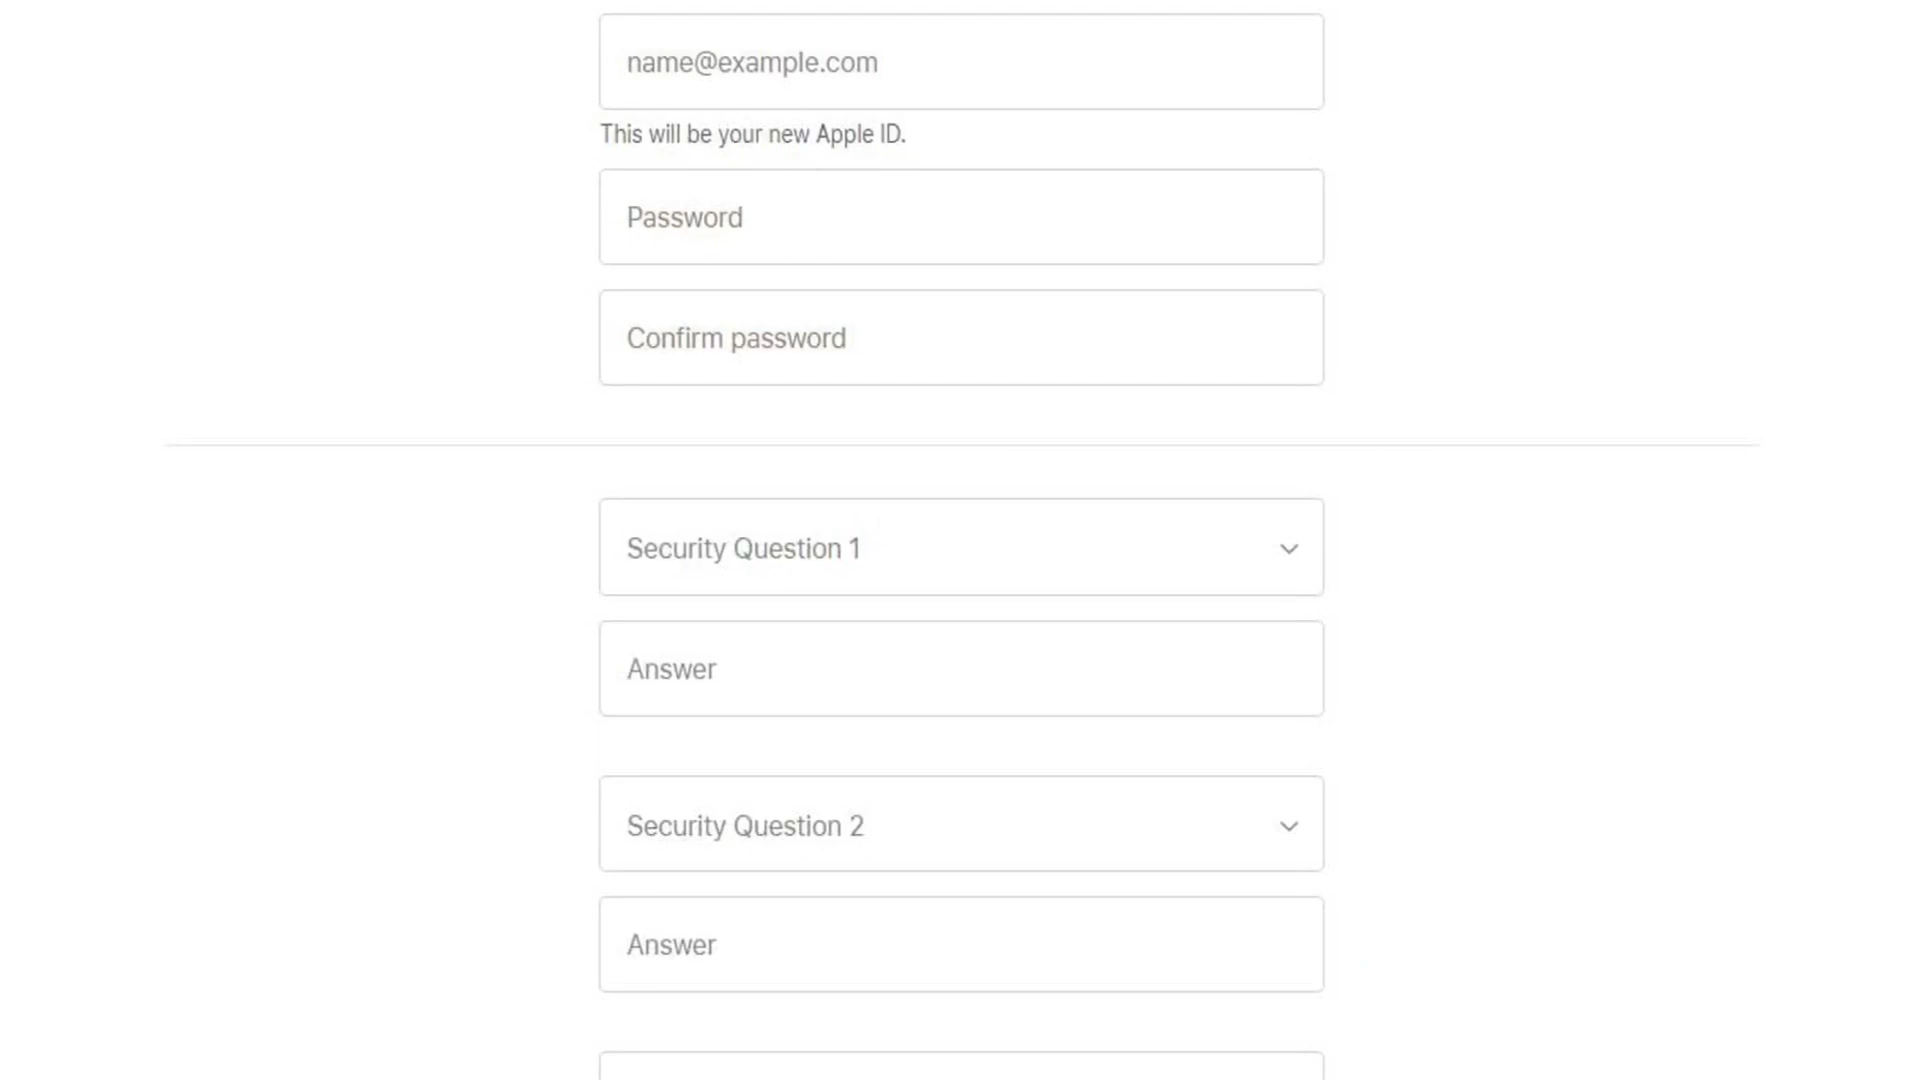 name@example.com
This will be your new Apple ID.
Password
Confirm password
Security Question 1
Answer
Security Question 2
Answer